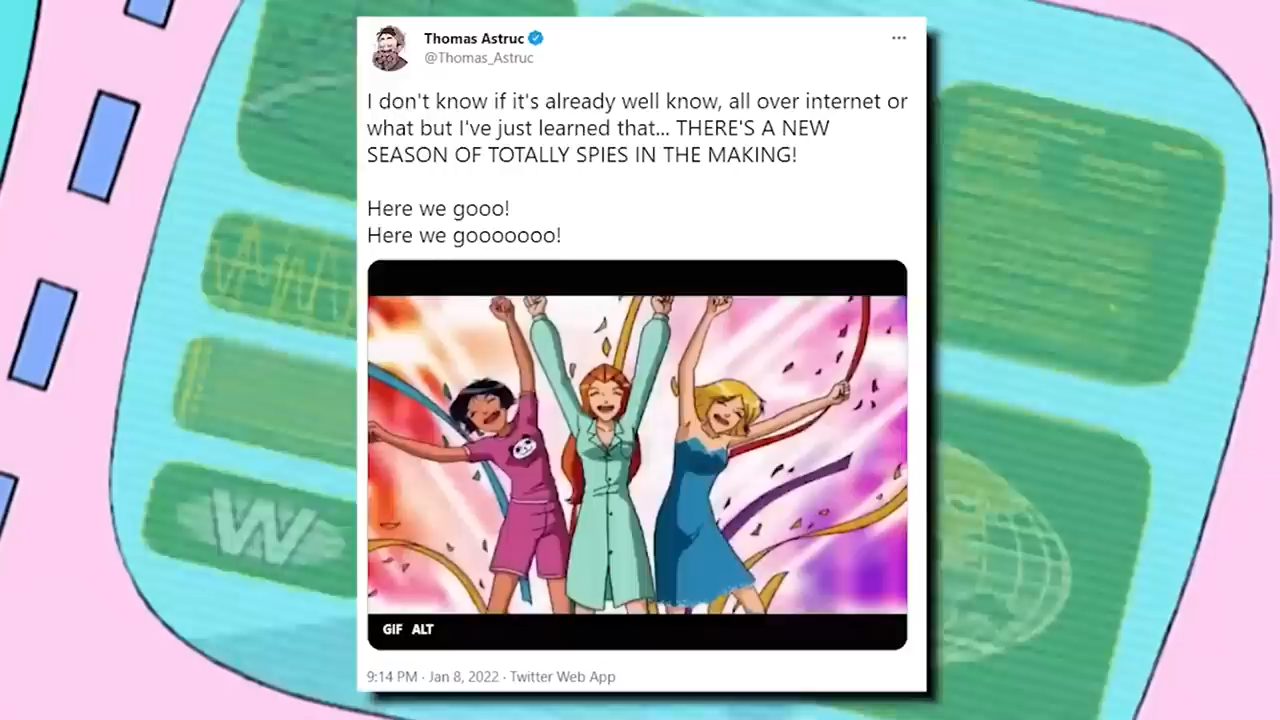 Thomas Astruc
@Thomas_Astruc
I don't know if it's already well know, all over internet or
what but I've just learned that... THERE'S A NEW
SEASON OF TOTALLY SPIES IN THE MAKING!
Here we gooo!
Here we gooooooo!
GIF ALT
9:14 PM · Jan 8, 2022 · Twitter Web App
W